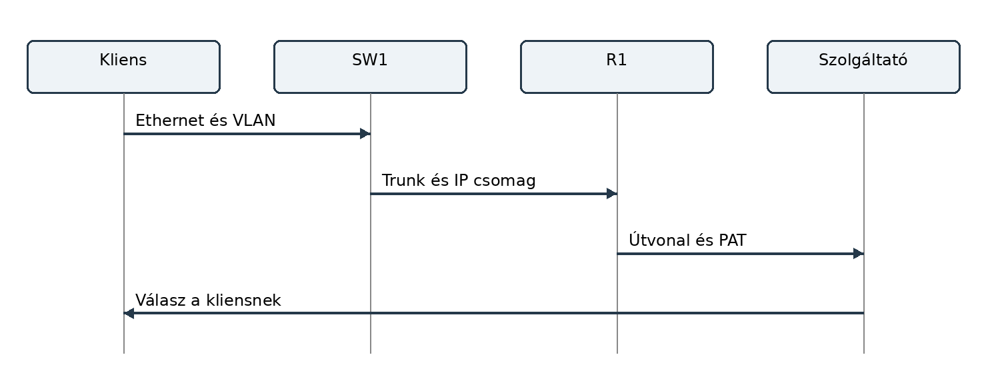 Kliens
SW1
R1
Szolgáltató
Ethernet és VLAN
Trunk és IP csomag
Útvonal és PAT
Válasz a kliensnek